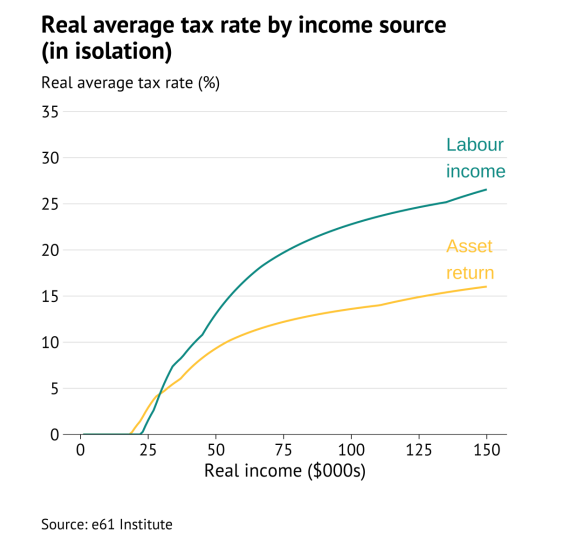 Real average tax rate by income source
(in isolation)
Real average tax rate (%)
35
30
25
20
15
10
5
0
Labour
income
Asset
return
0 25 50 75 100 125 150
Real income ($000s)
Source: e61 Institute